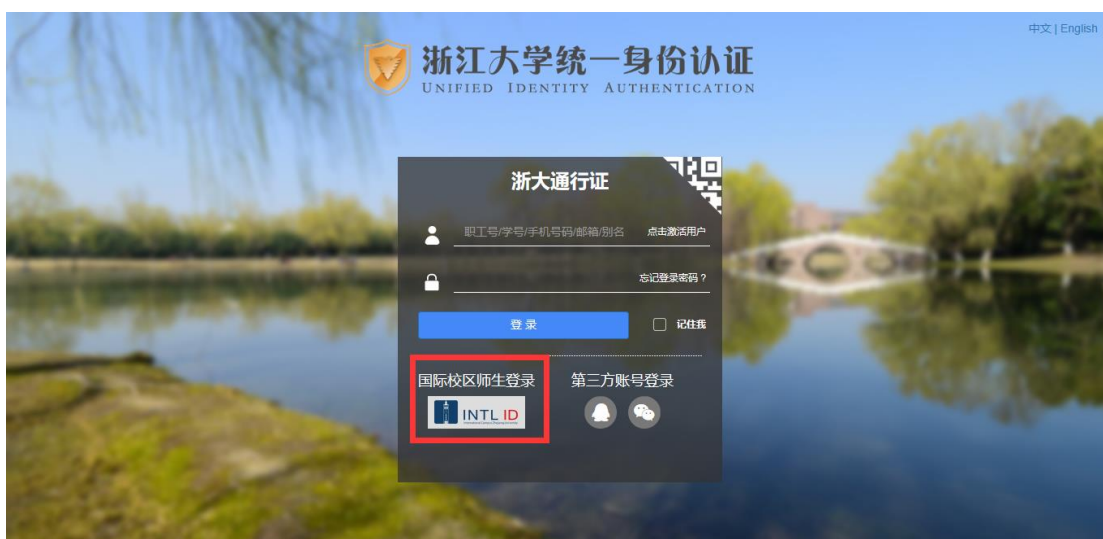 中文 | English
浙江大学统一身份认证
UNIFIED IDENTITY AUTHENTICATION
浙大通行证
职工号/学号/手机号码/邮箱/别名 点击激活用户
忘记登录密码？
登录 记住我
国际校区师生登录 第三方账号登录
INTL ID